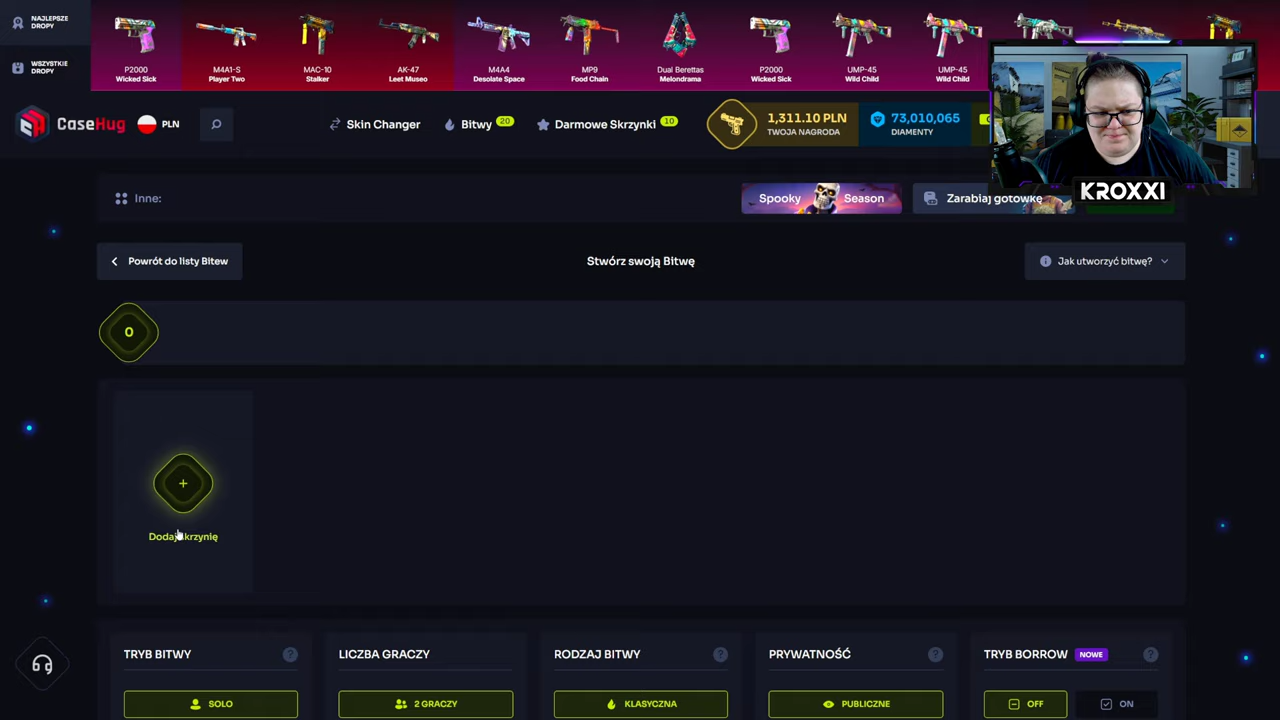 NAJLEPSZE
DROPY
WSZYSTKIE
DROPY
P2000
Wicked Sick
M4A1-S
Player Two
MAC-10
Stalker
AK-47
Leet Museo
M4A4
Desolate Space
MP9
Food Chain
Dual Berettas
Melondrama
P2000
Wicked Sick
UMP-45
Wild Child
UMP-45
Wild Child
CaseHug
PLN
Skin Changer
Bitwy 20
Darmowe Skrzynki 10
1,311.10 PLN
TWOJA NAGRODA
73,010,065
DIAMENTY
KROXXI
Inne:
Spooky Season
Zarabiaj gotówkę
Powrót do listy Bitew
Stwórz swoją Bitwę
Jak utworzyć bitwę?
0
+
Dodaj skrzynię
TRYB BITWY ?
LICZBA GRACZY
RODZAJ BITWY ?
PRYWATNOŚĆ ?
TRYB BORROW NOWE ?
SOLO
2 GRACZY
KLASYCZNA
PUBLICZNE
OFF
ON